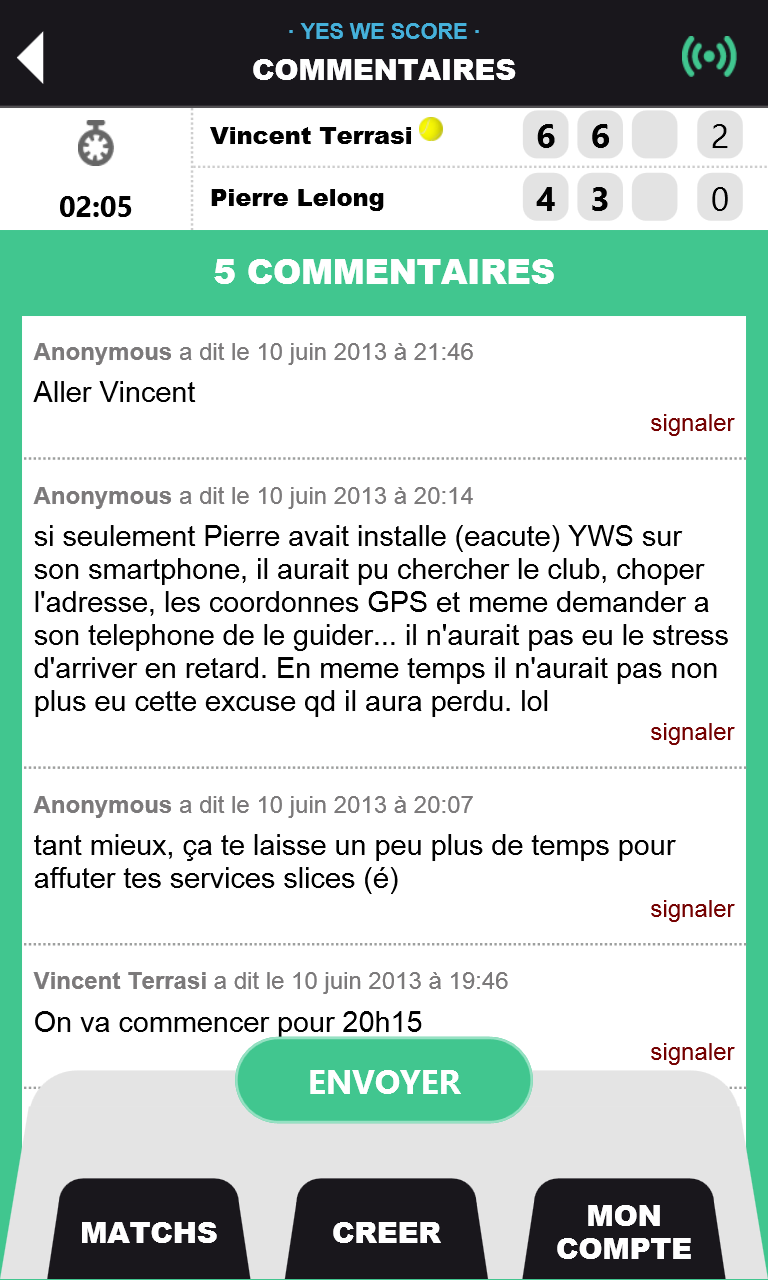 · YES WE SCORE ·
COMMENTAIRES
Vincent Terrasi 6 6 2
02:05
Pierre Lelong 4 3 0
5 COMMENTAIRES
Anonymous a dit le 10 juin 2013 à 21:46
Aller Vincent
signaler
Anonymous a dit le 10 juin 2013 à 20:14
si seulement Pierre avait installe (eacute) YWS sur
son smartphone, il aurait pu chercher le club, choper
l'adresse, les coordonnes GPS et meme demander a
son telephone de le guider... il n'aurait pas eu le stress
d'arriver en retard. En meme temps il n'aurait pas non
plus eu cette excuse qd il aura perdu. lol
signaler
Anonymous a dit le 10 juin 2013 à 20:07
tant mieux, ça te laisse un peu plus de temps pour
affuter tes services slices (é)
signaler
Vincent Terrasi a dit le 10 juin 2013 à 19:46
On va commencer pour 20h15
signaler
ENVOYER
MATCHS
CREER
MON
COMPTE